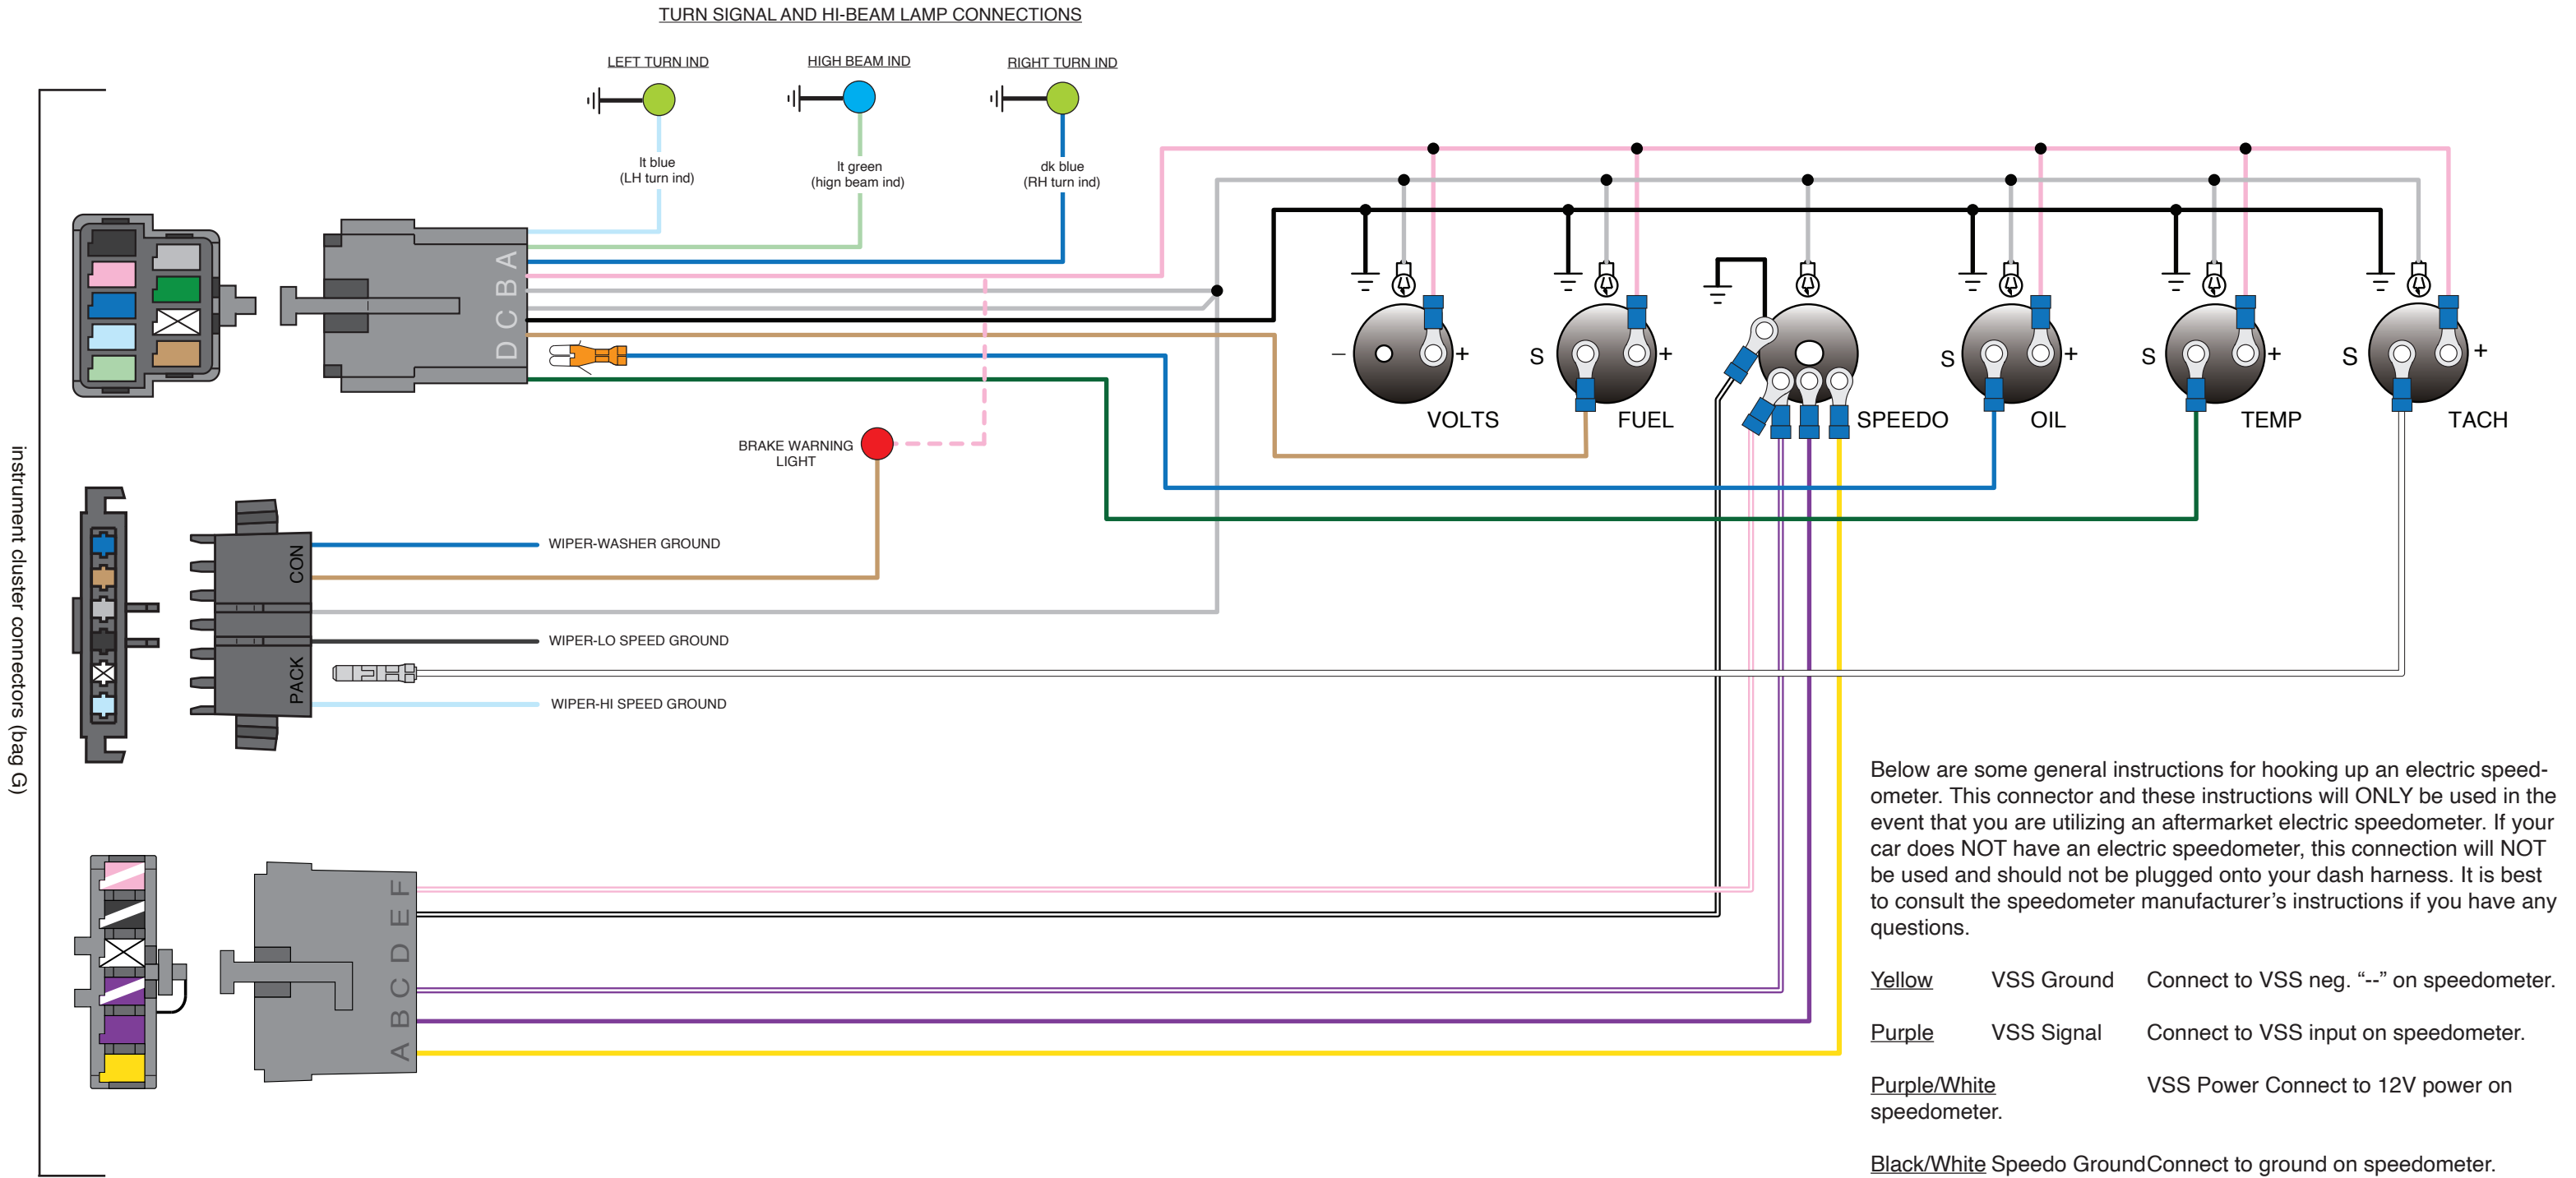 TURN SIGNAL AND HI-BEAM LAMP CONNECTIONS
LEFT TURN IND
HIGH BEAM IND
RIGHT TURN IND
lt blue
(LH turn ind)
lt green
(hign beam ind)
dk blue
(RH turn ind)
D C B A
− +
VOLTS
S +
FUEL
SPEEDO
S +
OIL
S +
TEMP
S +
TACH
BRAKE WARNING
LIGHT
instrument cluster connectors (bag G)
CON
PACK
WIPER-WASHER GROUND
WIPER-LO SPEED GROUND
WIPER-HI SPEED GROUND
A B C D E F
Below are some general instructions for hooking up an electric speed-
ometer. This connector and these instructions will ONLY be used in the
event that you are utilizing an aftermarket electric speedometer. If your
car does NOT have an electric speedometer, this connection will NOT
be used and should not be plugged onto your dash harness. It is best
to consult the speedometer manufacturer’s instructions if you have any
questions.
Yellow VSS Ground Connect to VSS neg. “--” on speedometer.
Purple VSS Signal Connect to VSS input on speedometer.
Purple/White VSS Power Connect to 12V power on
speedometer.
Black/White Speedo GroundConnect to ground on speedometer.